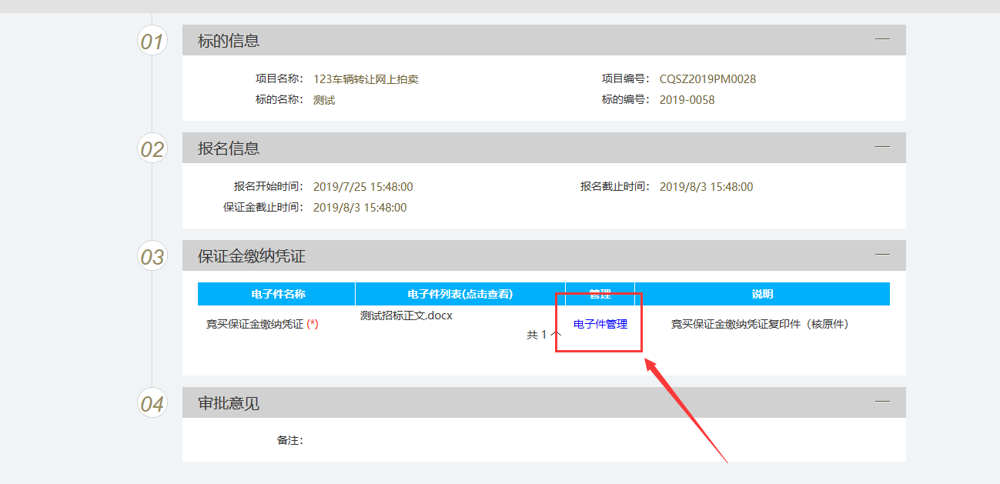 01 标的信息
项目名称： 123车辆转让网上拍卖 项目编号： CQSZ2019PM0028
标的名称： 测试 标的编号： 2019-0058
02 报名信息
报名开始时间： 2019/7/25 15:48:00 报名截止时间： 2019/8/3 15:48:00
保证金截止时间： 2019/8/3 15:48:00
03 保证金缴纳凭证
电子件名称 电子件列表(点击查看) 管理 说明
测试招标正文.docx
竞买保证金缴纳凭证 (*) 电子件管理 竞买保证金缴纳凭证复印件（核原件）
共 1 个
04 审批意见
备注：